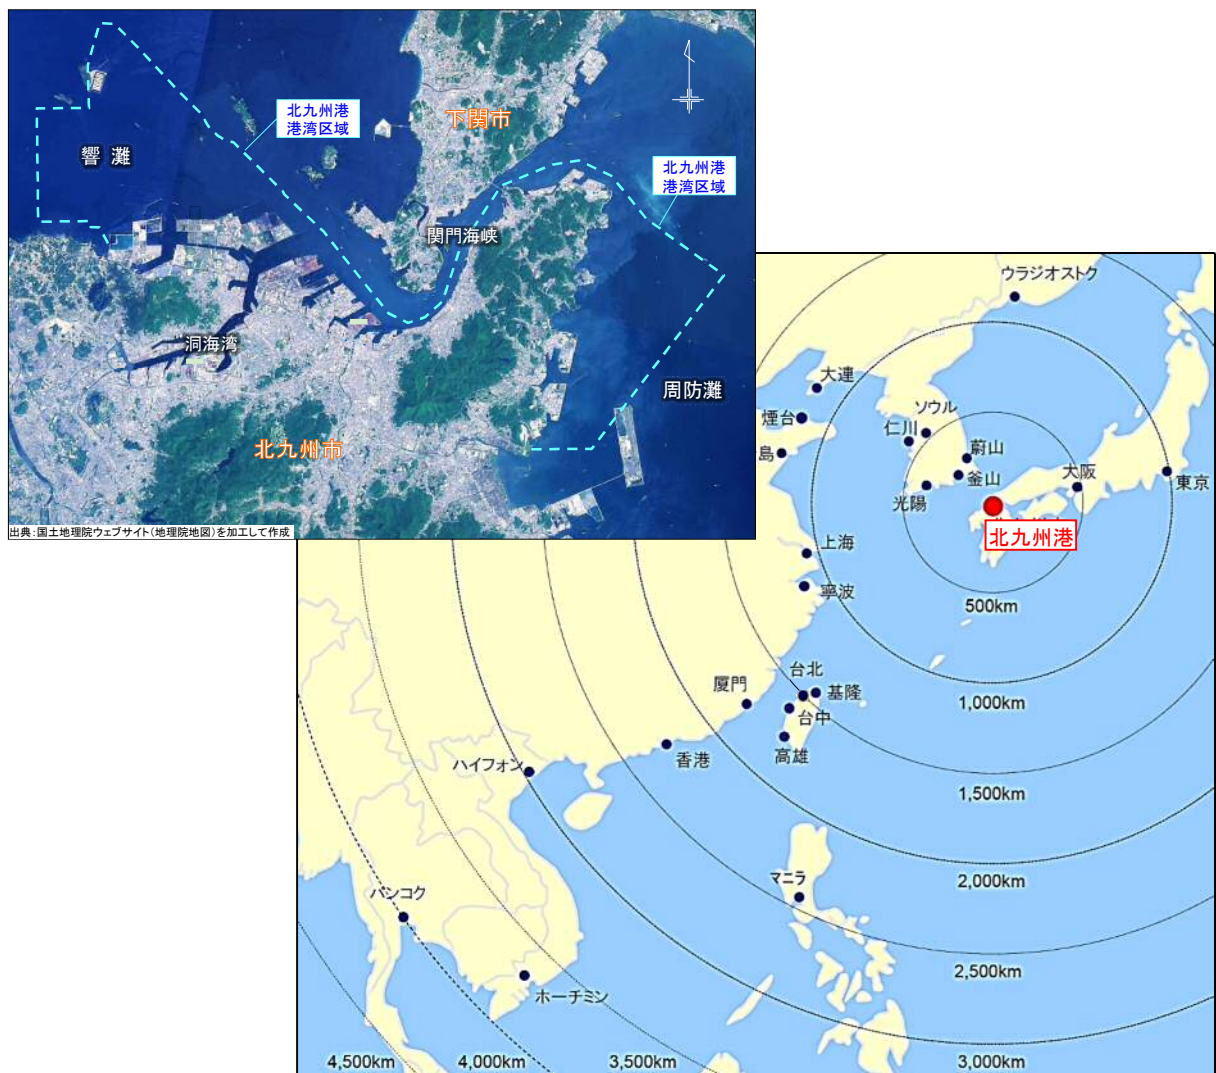 下関市
北九州港
港湾区域
響灘
北九州港
港湾区域
関門海峡
洞海湾
周防灘
北九州市
出典：国土地理院ウェブサイト（地理院地図）を加工して作成
ウラジオストク
大連
煙台
ソウル
仁川
蔚山
島
釜山
大阪
東京
光陽
北九州港
上海
寧波
500km
台北
厦門
基隆
1,000km
台中
香港
高雄
ハイフォン
1,500km
マニラ
2,000km
バンコク
2,500km
ホーチミン
4,500km
4,000km
3,500km
3,000km